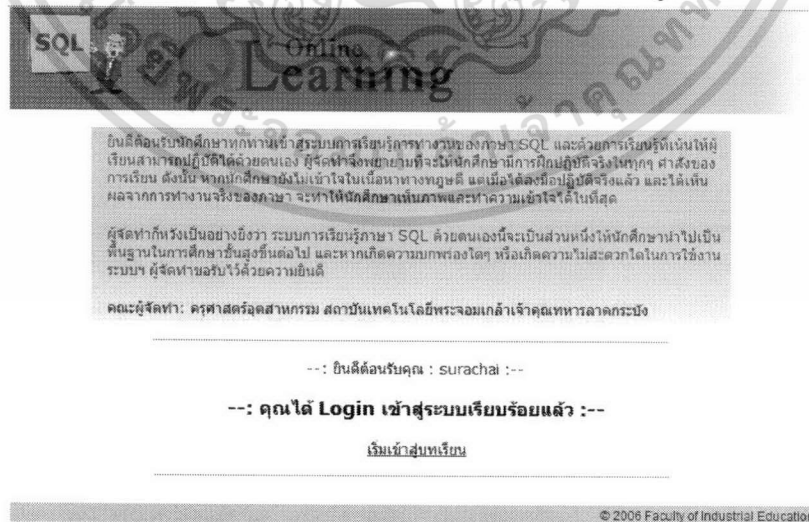 SQL
Online
Learning
ยินดีต้อนรับนักศึกษาทุกท่านเข้าสู่ระบบการเรียนรู้การทำงานของภาษา SQL และด้วยการเรียนรู้ที่เน้นให้ผู้
เรียนสามารถปฏิบัติได้ด้วยตนเอง ผู้จัดทำจึงพยายามที่จะให้นักศึกษามีการฝึกปฏิบัติจริงในทุกๆ คำสั่งของ
การเรียน ดังนั้น หากนักศึกษายังไม่เข้าใจในเนื้อหาทางทฤษฎี แต่เมื่อได้ลงมือปฏิบัติจริงแล้ว และได้เห็น
ผลจากการทำงานจริงของภาษา จะทำให้นักศึกษาเห็นภาพและทำความเข้าใจได้ในที่สุด
ผู้จัดทำก็หวังเป็นอย่างยิ่งว่า ระบบการเรียนรู้ภาษา SQL ด้วยตนเองนี้จะเป็นส่วนหนึ่งให้นักศึกษานำไปเป็น
พื้นฐานในการศึกษาชั้นสูงขึ้นต่อไป และหากเกิดความบกพร่องใดๆ หรือเกิดความไม่สะดวกใดในการใช้งาน
ระบบฯ ผู้จัดทำขอรับไว้ด้วยความยินดี
คณะผู้จัดทำ: ครุศาสตร์อุตสาหกรรม สถาบันเทคโนโลยีพระจอมเกล้าเจ้าคุณทหารลาดกระบัง
--: ยินดีต้อนรับคุณ : surachai :--
--: คุณได้ Login เข้าสู่ระบบเรียบร้อยแล้ว :--
เริ่มเข้าสู่บทเรียน
© 2006 Faculty of Industrial Education